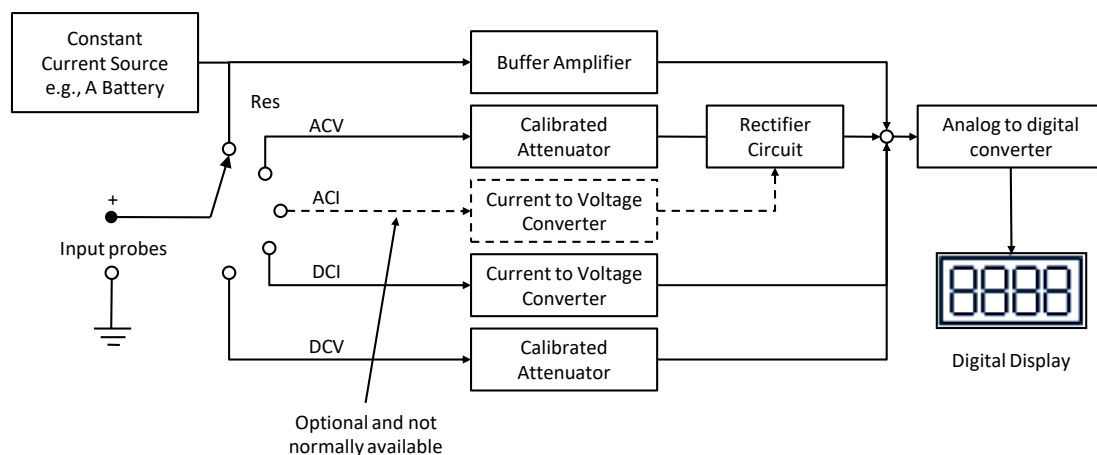 Constant
Current Source
e.g., A Battery
Buffer Amplifier
Res
ACV
Calibrated
Attenuator
Rectifier
Circuit
Analog to digital
converter
ACI
Current to Voltage
Converter
+
Input probes
DCI
Current to Voltage
Converter
8888
DCV
Calibrated
Attenuator
Digital Display
Optional and not
normally available